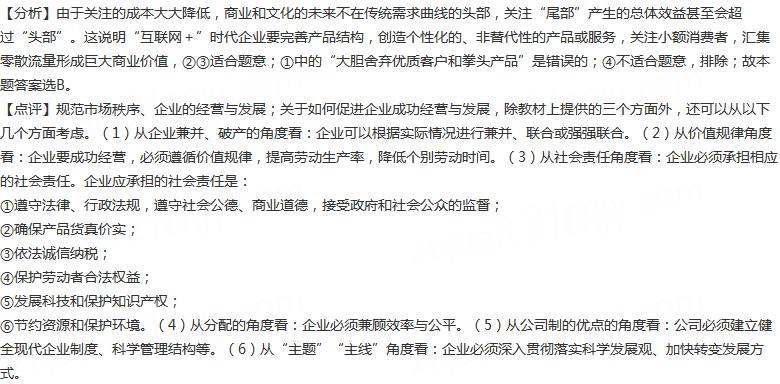 【分析】由于关注的成本大大降低，商业和文化的未来不在传统需求曲线的头部，关注“尾部”产生的总体效益甚至会超
过“头部”。这说明“互联网＋”时代企业要完善产品结构，创造个性化的、非替代性的产品或服务，关注小额消费者，汇集
零散流量形成巨大商业价值，②③适合题意；①中的“大胆舍弃优质客户和拳头产品”是错误的；④不适合题意，排除；故本
题答案选B。
【点评】规范市场秩序、企业的经营与发展；关于如何促进企业成功经营与发展，除教材上提供的三个方面外，还可以从以下
几个方面考虑。（1）从企业兼并、破产的角度看：企业可以根据实际情况进行兼并、联合或强强联合。（2）从价值规律角度
看：企业要成功经营，必须遵循价值规律，提高劳动生产率，降低个别劳动时间。（3）从社会责任角度看：企业必须承担相应
的社会责任。企业应承担的社会责任是：
①遵守法律、行政法规，遵守社会公德、商业道德，接受政府和社会公众的监督；
②确保产品货真价实；
③依法诚信纳税；
④保护劳动者合法权益；
⑤发展科技和保护知识产权；
⑥节约资源和保护环境。（4）从分配的角度看：企业必须兼顾效率与公平。（5）从公司制的优点的角度看：公司必须建立健
全现代企业制度、科学管理结构等。（6）从“主题”“主线”角度看：企业必须深入贯彻落实科学发展观、加快转变发展方
式。